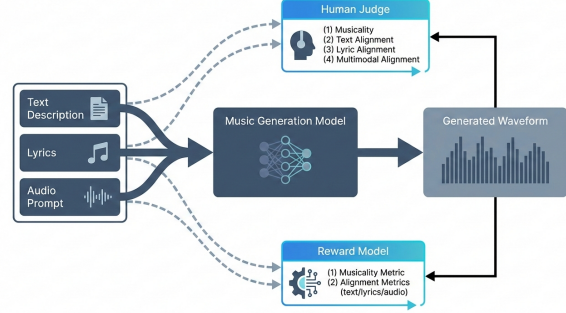 Human Judge
(1) Musicality
(2) Text Alignment
(3) Lyric Alignment
(4) Multimodal Alignment
Text
Description
Lyrics
Audio
Prompt
Music Generation Model
Generated Waveform
Reward Model
(1) Musicality Metric
(2) Alignment Metrics
(text/lyrics/audio)